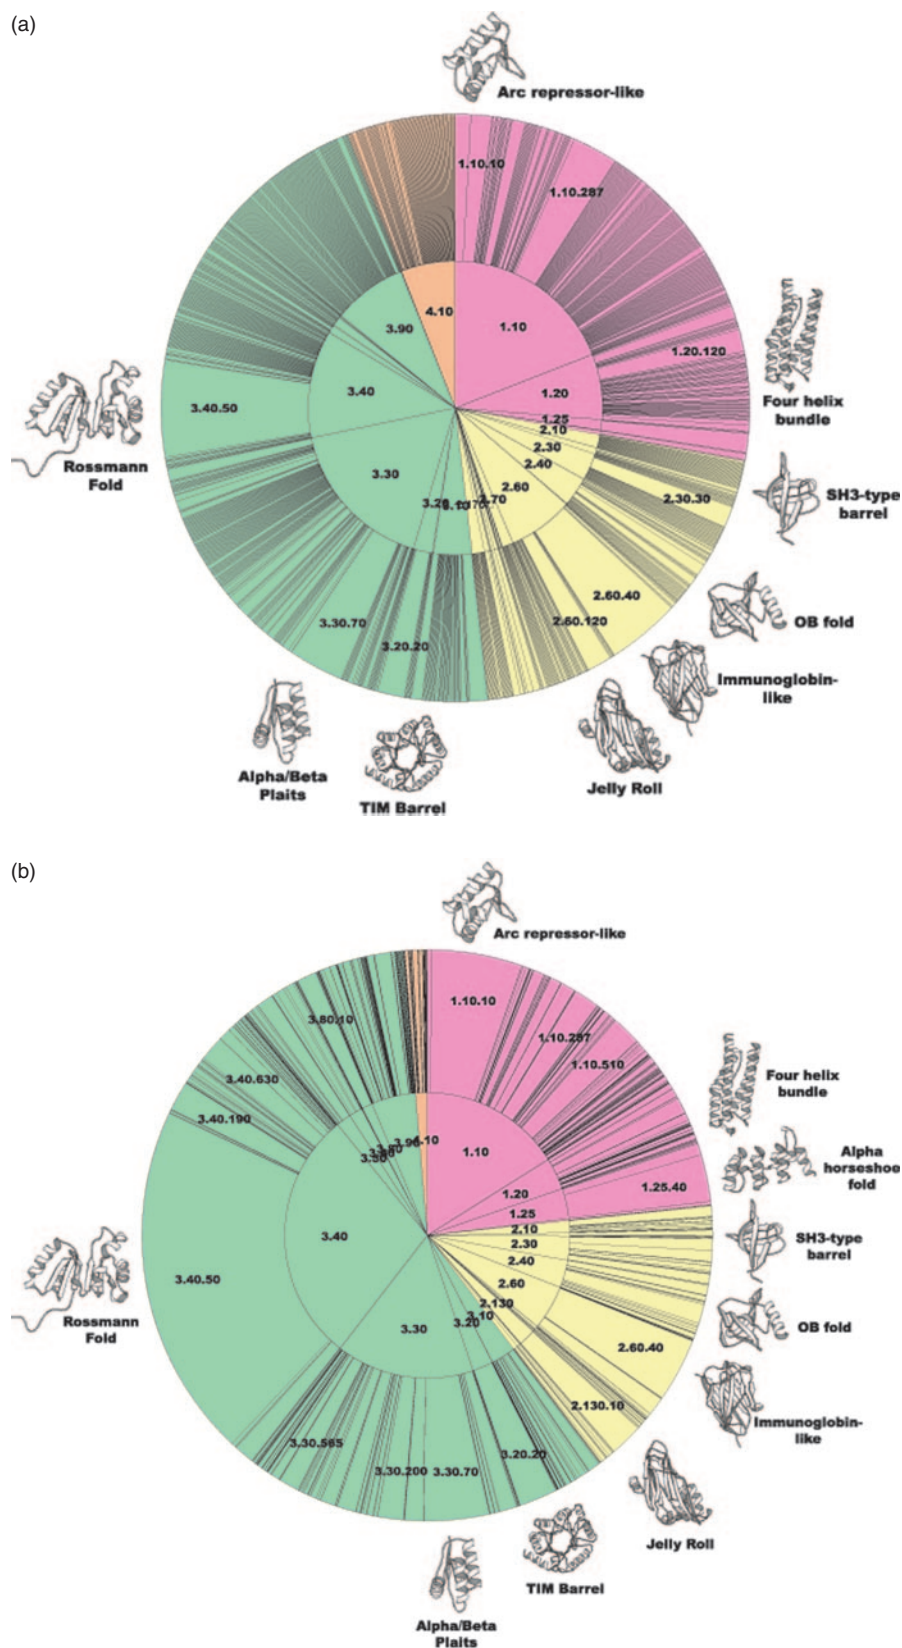 (a)
Arc repressor-like
1.10.10
1.10.287
4.10
3.90
1.10
1.20.120
Four helix
bundle
3.40
1.20
3.40.50
1.25
2.10
Rossmann
Fold
2.30
2.40
3.30
2.60
2.30.30
SH3-type
barrel
2.60.40
2.60.120
OB fold
3.30.70
3.20.20
Immunoglobin-
like
Alpha/Beta
Plaits
TIM Barrel
Jelly Roll
(b)
Arc repressor-like
1.10.10
3.80.10
1.10.287
1.10.510
3.40.630
Four helix
bundle
3.40.190
1.10
Alpha
horseshoe
fold
1.20
1.25.40
1.25
2.10
2.30
SH3-type
barrel
3.40
2.40
3.40.50
2.60
Rossmann
Fold
2.130
3.10
3.20
3.30
OB fold
2.60.40
2.130.10
Immunoglobin-
like
3.30.565
3.30.200
3.30.70
3.20.20
Jelly Roll
TIM Barrel
Alpha/Beta
Plaits